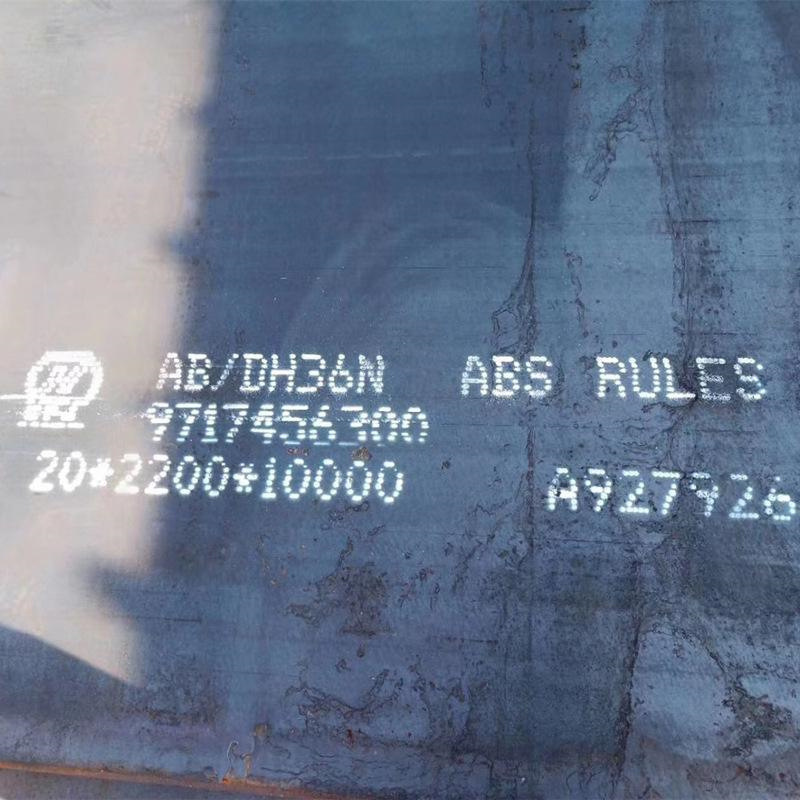 AB/DH36N ABS RULES
9717456300
20*2200*10000 A927926